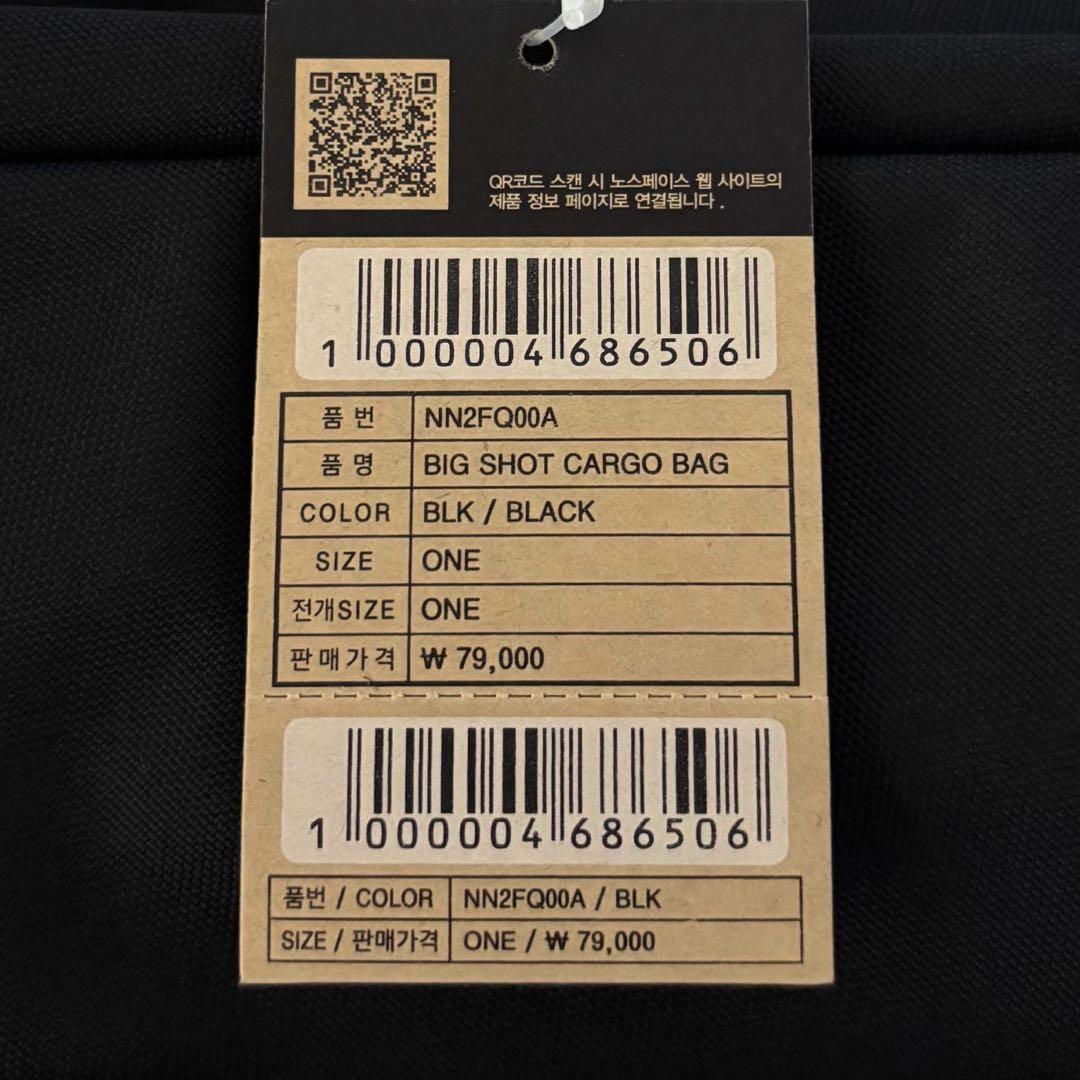 QR코드 스캔 시 노스페이스 웹 사이트의
제품 정보 페이지로 연결됩니다.
1 000004 686506
품번 NN2FQ00A
품명 BIG SHOT CARGO BAG
COLOR BLK / BLACK
SIZE ONE
전개SIZE ONE
판매가격 ₩ 79,000
1 000004 686506
품번 / COLOR NN2FQ00A / BLK
SIZE / 판매가격 ONE / ₩ 79,000